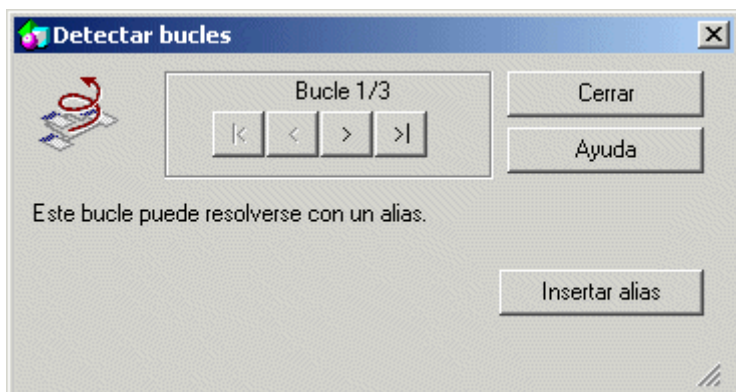 Detectar bucles
Bucle 1/3
|< < > >|
Cerrar
Ayuda
Este bucle puede resolverse con un alias.
Insertar alias